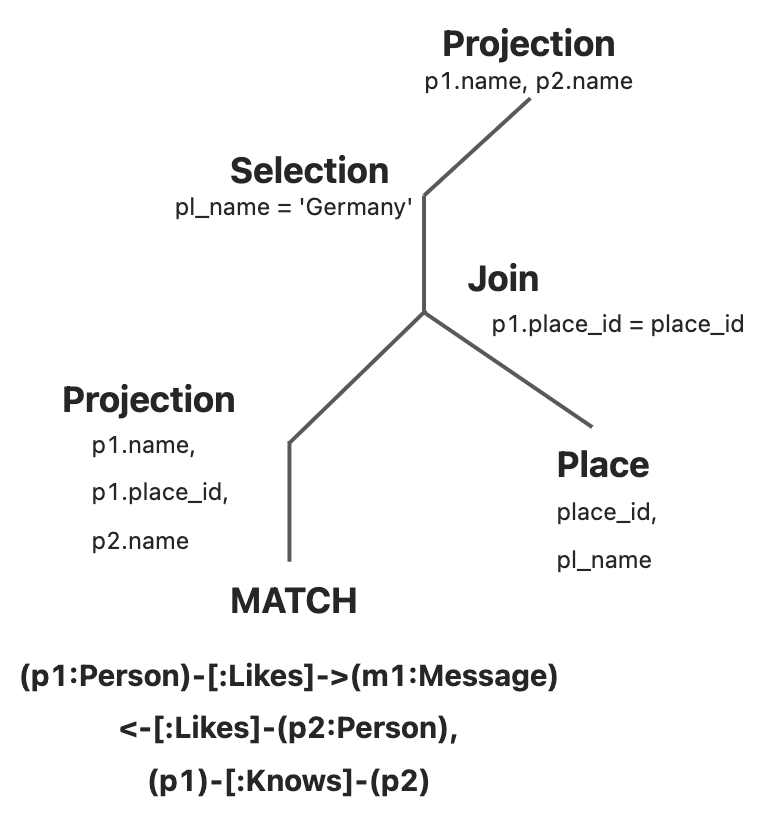 Projection
p1.name, p2.name
Selection
pl_name = 'Germany'
Join
p1.place_id = place_id
Projection
p1.name,
p1.place_id,
p2.name
Place
place_id,
pl_name
MATCH
(p1:Person)-[:Likes]->(m1:Message)
<-[:Likes]-(p2:Person),
(p1)-[:Knows]-(p2)